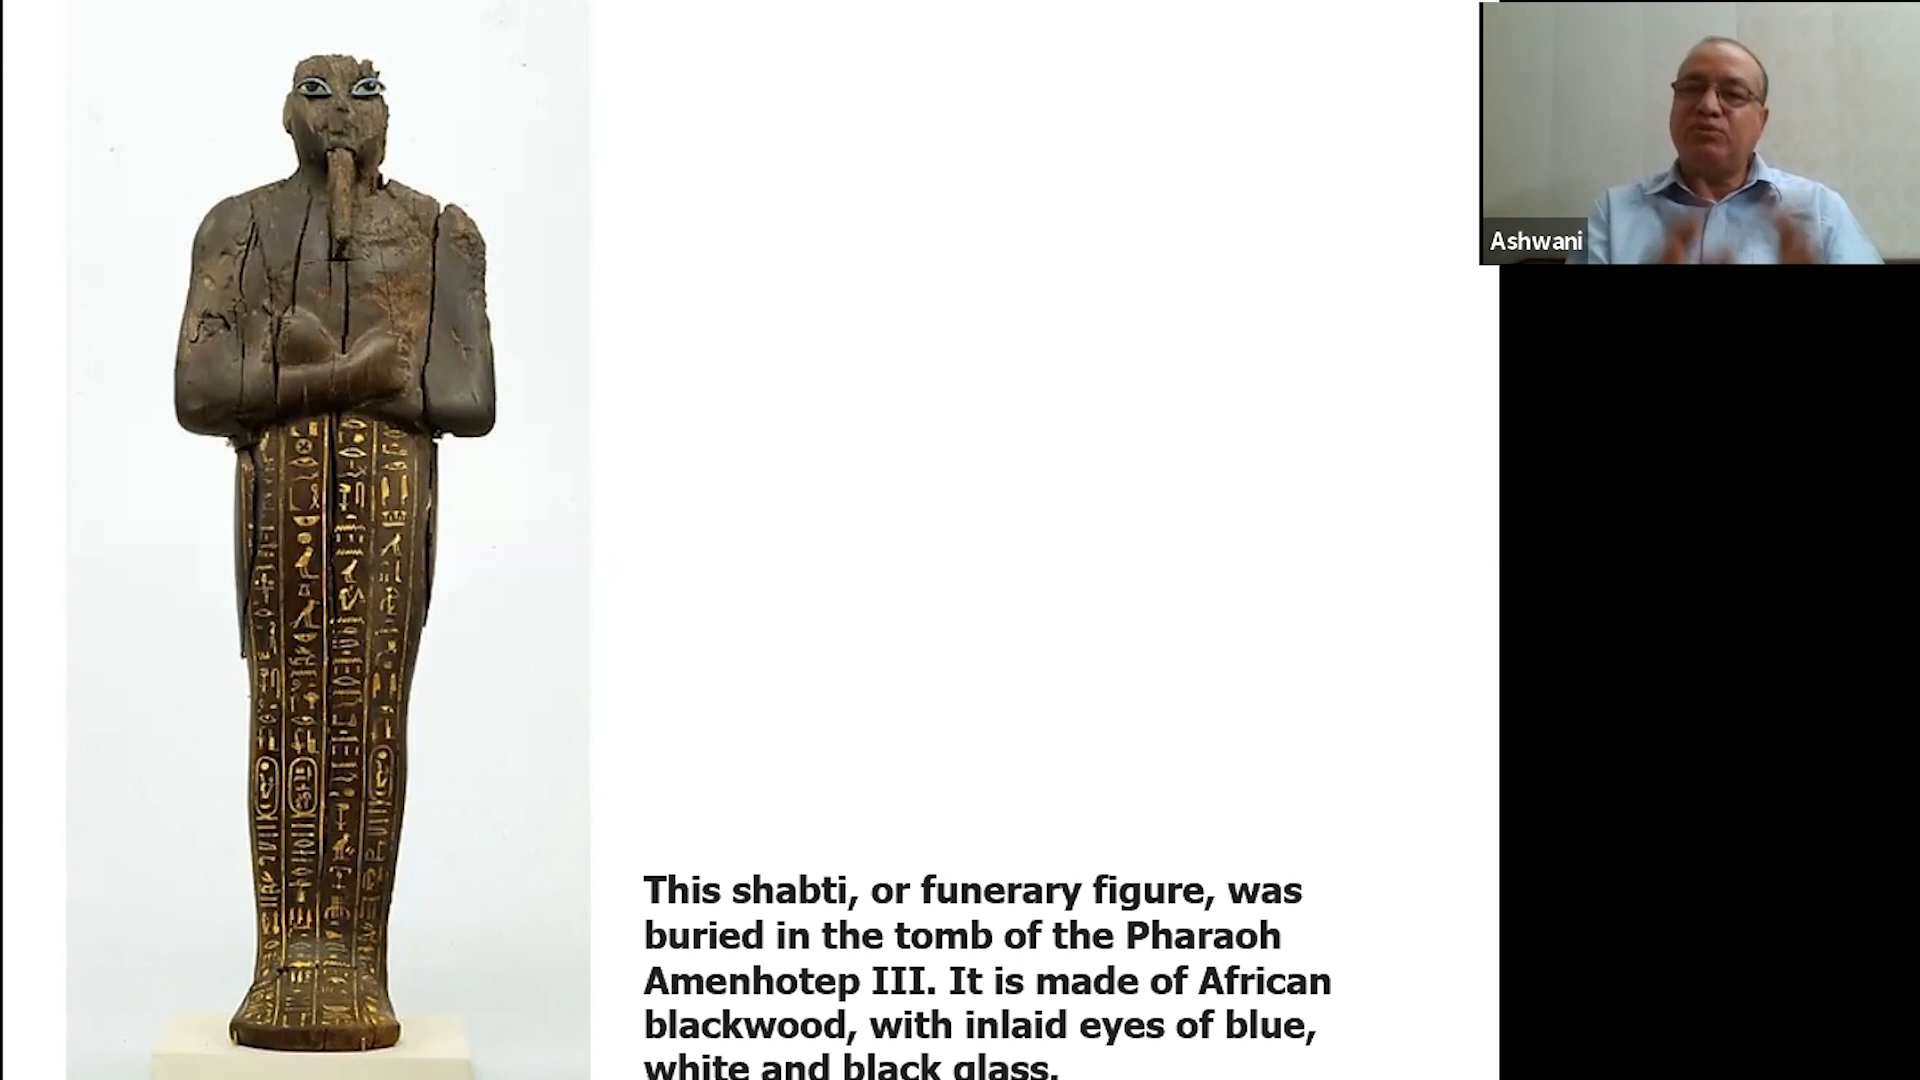 Ashwani
This shabti, or funerary figure, was
buried in the tomb of the Pharaoh
Amenhotep III. It is made of African
blackwood, with inlaid eyes of blue,
white and black glass.